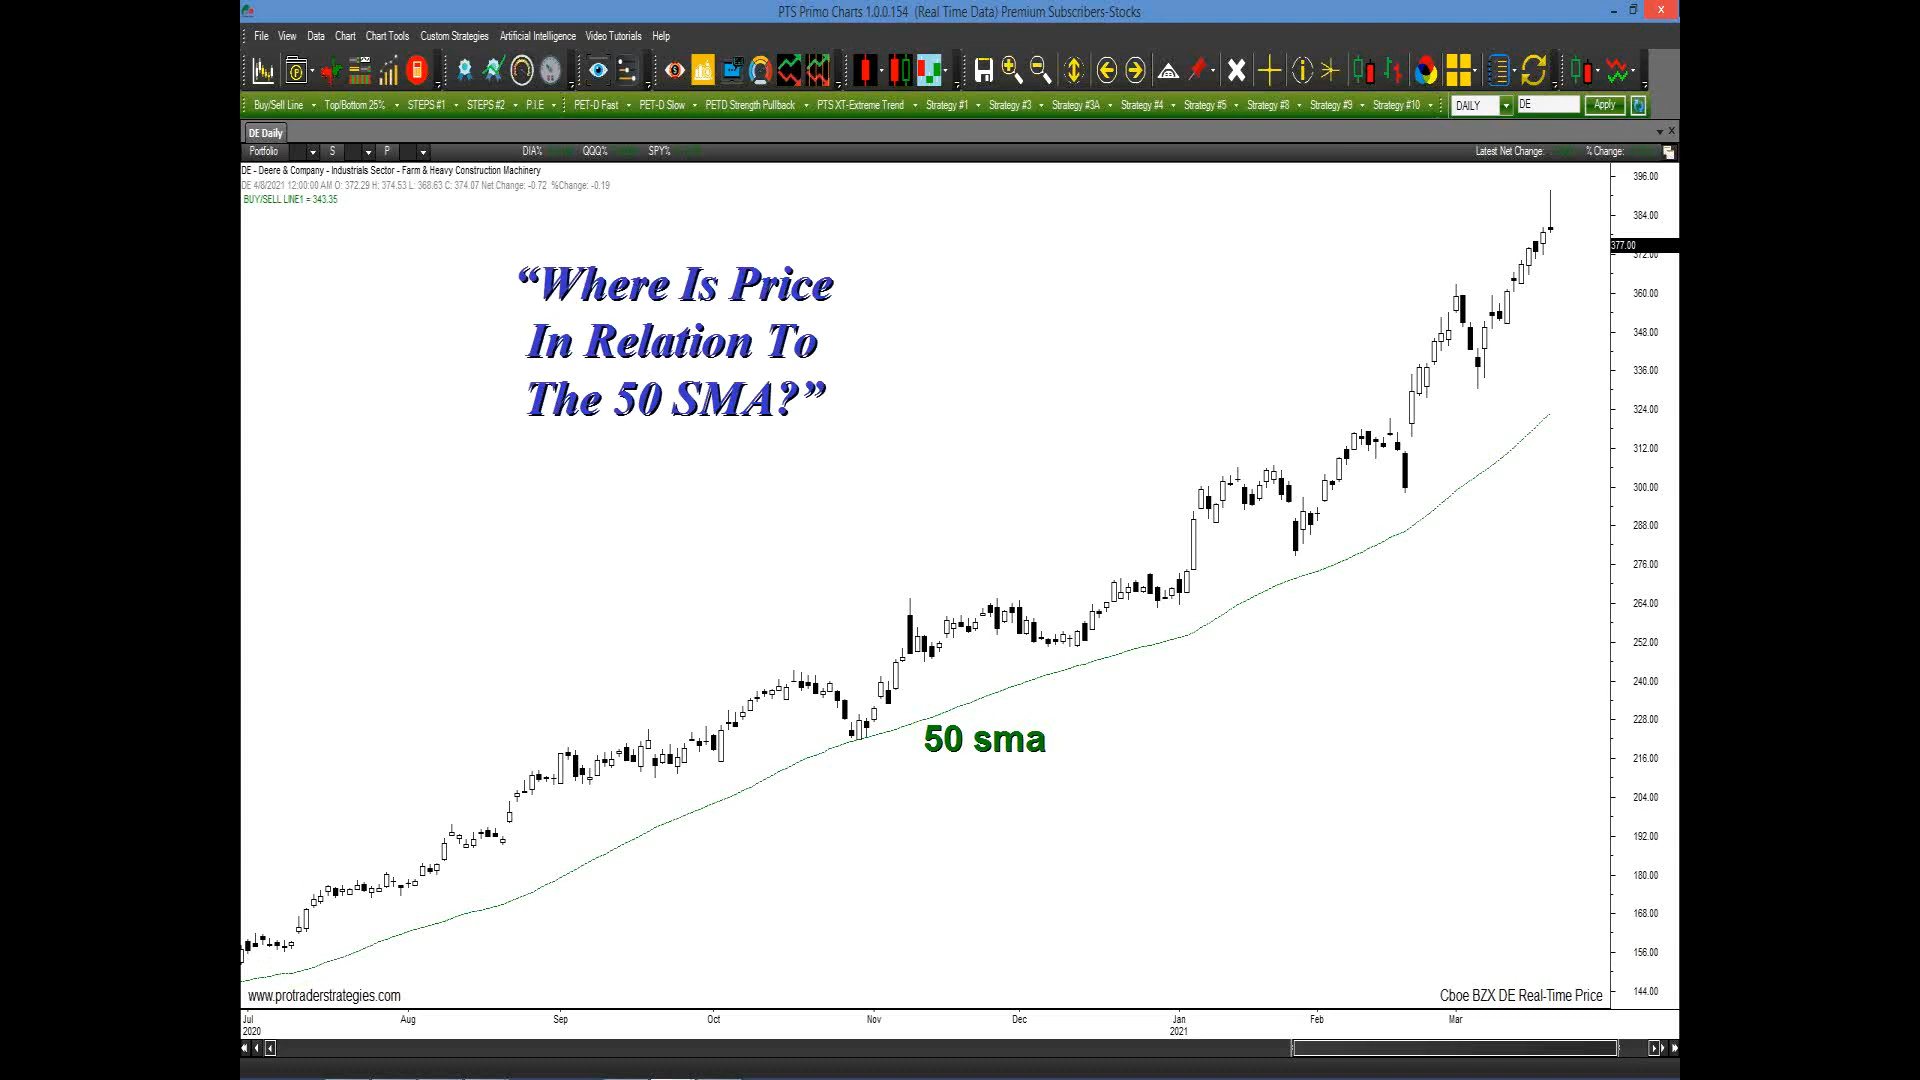 PTS Primo Charts 1.0.0.154 (Real Time Data) Premium Subscribers-Stocks
File View Data Chart Chart Tools Custom Strategies Artificial Intelligence Video Tutorials Help
Buy/Sell Line Top/Bottom 25% STEPS #1 STEPS #2 P.I.E PET-D Fast PET-D Slow PETD Strength Pullback PTS XT-Extreme Trend Strategy #1 Strategy #3 Strategy #3A Strategy #4 Strategy #5 Strategy #8 Strategy #9 Strategy #10 DAILY DE Apply
DE Daily
Portfolio S P DIA% QQQ% SPY% Latest Net Change: % Change:
DE - Deere & Company - Industrials Sector - Farm & Heavy Construction Machinery
DE 4/8/2021 12:00:00 AM O: 372.29 H: 374.53 L: 368.63 C: 374.07 Net Change: -0.72 %Change: -0.19
BUY/SELL LINE1 = 343.35
“Where Is Price
In Relation To
The 50 SMA?”
50 sma
396.00
384.00
377.00
372.00
360.00
348.00
336.00
324.00
312.00
300.00
288.00
276.00
264.00
252.00
240.00
228.00
216.00
204.00
192.00
180.00
168.00
156.00
144.00
www.protraderstrategies.com
Cboe BZX DE Real-Time Price
Jul Aug Sep Oct Nov Dec Jan Feb Mar
2020 2021